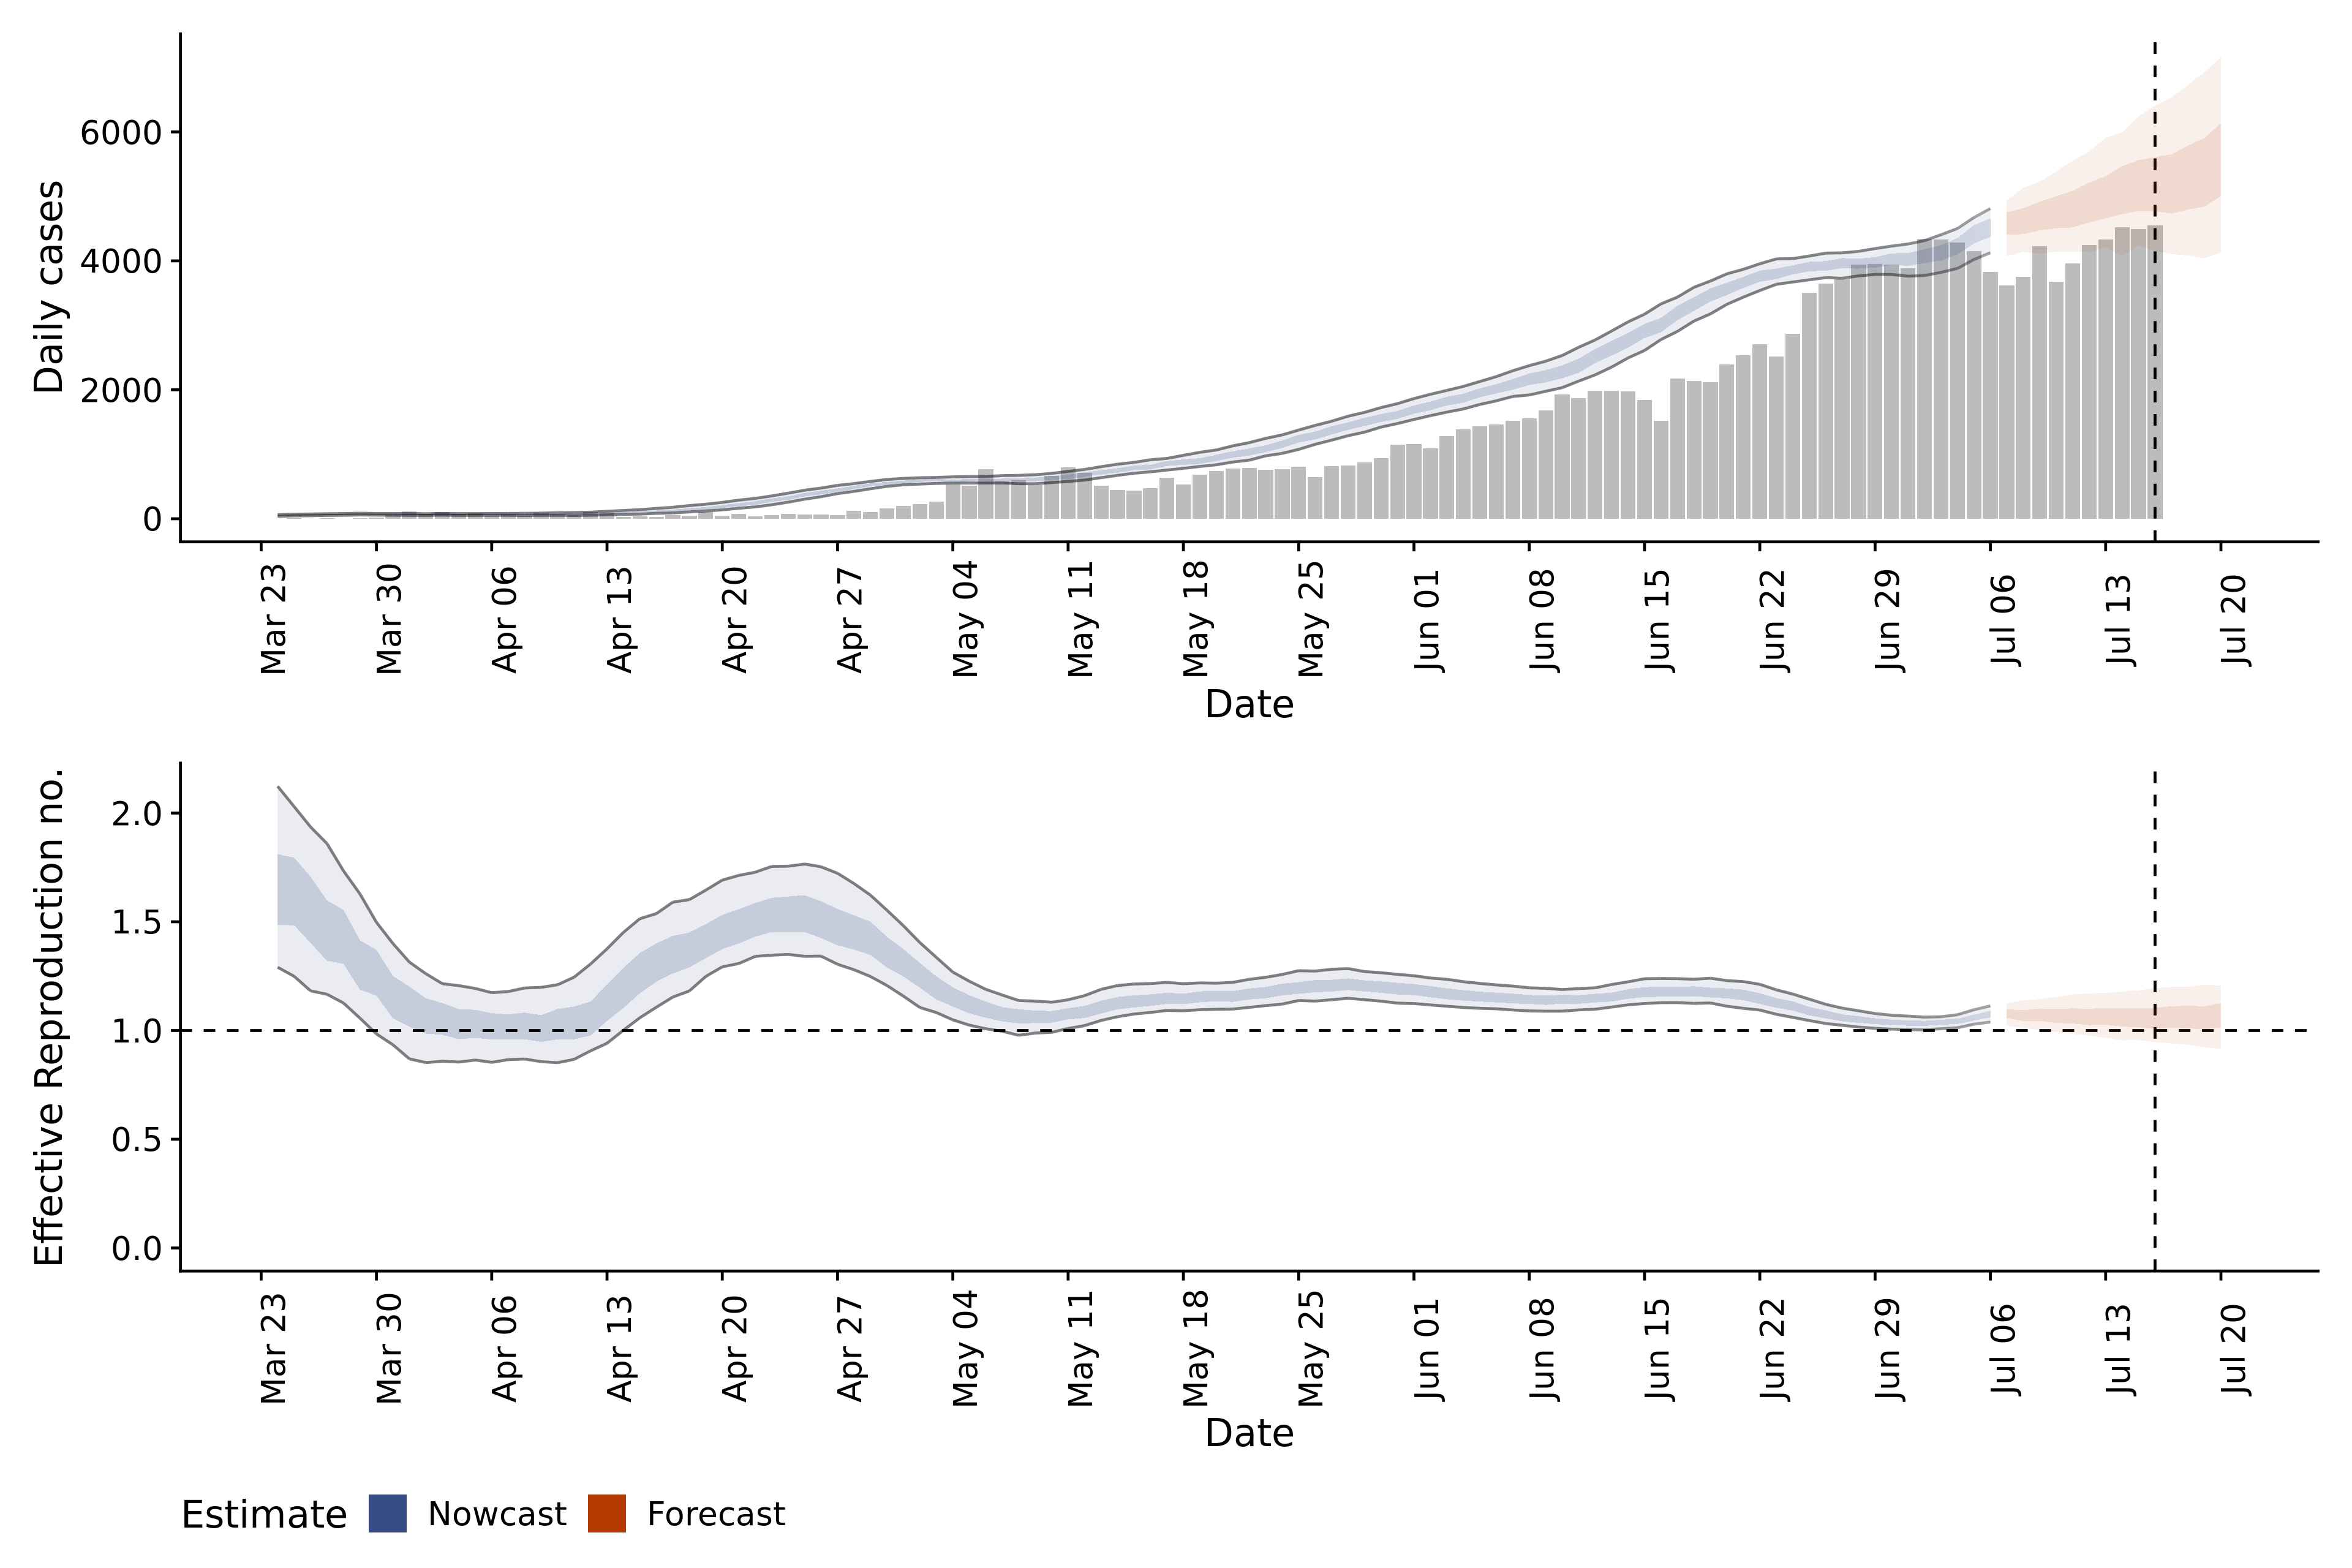 Daily cases
6000
4000
2000
0
Mar 23
Mar 30
Apr 06
Apr 13
Apr 20
Apr 27
May 04
May 11
May 18
May 25
Jun 01
Jun 08
Jun 15
Jun 22
Jun 29
Jul 06
Jul 13
Jul 20
Date
Effective Reproduction no.
2.0
1.5
1.0
0.5
0.0
Mar 23
Mar 30
Apr 06
Apr 13
Apr 20
Apr 27
May 04
May 11
May 18
May 25
Jun 01
Jun 08
Jun 15
Jun 22
Jun 29
Jul 06
Jul 13
Jul 20
Date
Estimate Nowcast Forecast